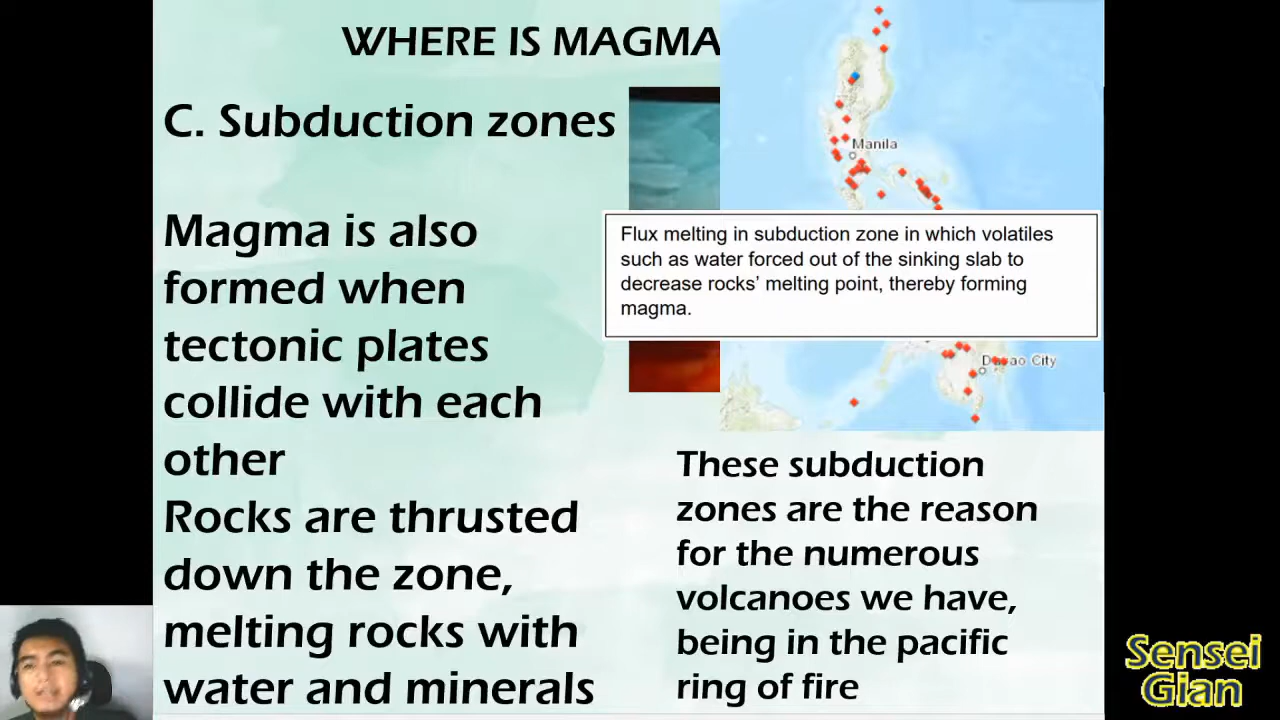 WHERE IS MAGMA
C. Subduction zones
Magma is also
formed when
tectonic plates
collide with each
other
Rocks are thrusted
down the zone,
melting rocks with
water and minerals
Manila
Flux melting in subduction zone in which volatiles
such as water forced out of the sinking slab to
decrease rocks' melting point, thereby forming
magma.
Davao City
These subduction
zones are the reason
for the numerous
volcanoes we have,
being in the pacific
ring of fire
Sensei
Gian